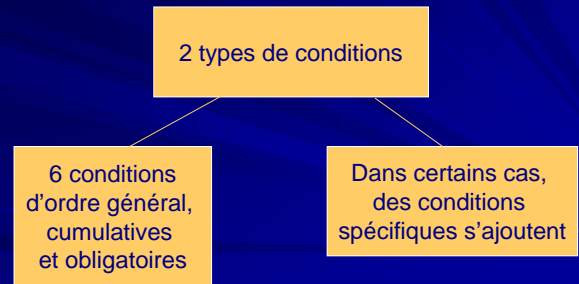 2 types de conditions
6 conditions
d'ordre général,
cumulatives
et obligatoires
Dans certains cas,
des conditions
spécifiques s'ajoutent